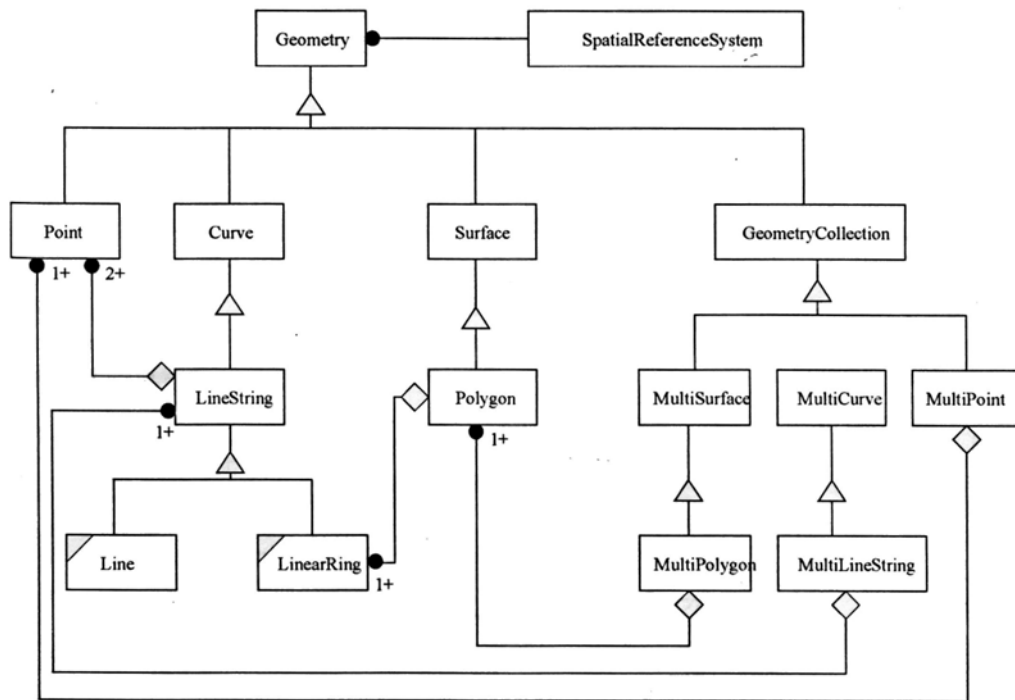 Geometry
SpatialReferenceSystem
Point
Curve
Surface
GeometryCollection
1+
2+
LineString
Polygon
MultiSurface
MultiCurve
MultiPoint
1+
1+
Line
LinearRing
MultiPolygon
MultiLineString
1+